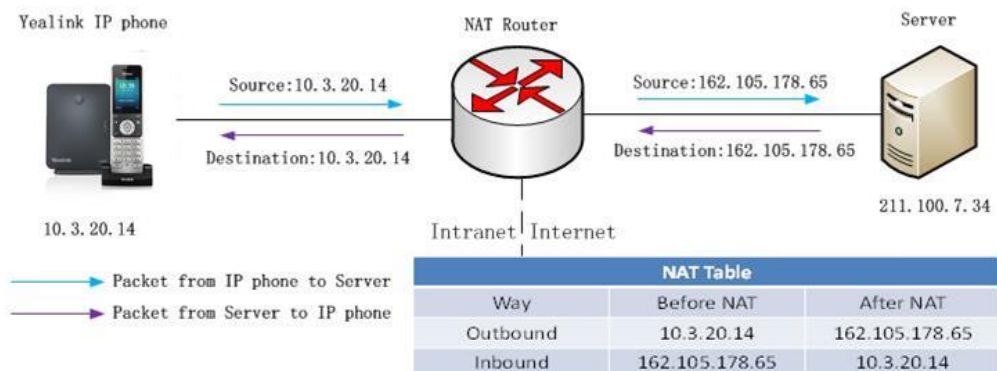 Yealink IP phone
NAT Router
Server
Source:10.3.20.14
Source:162.105.178.65
Destination:10.3.20.14
Destination:162.105.178.65
10.3.20.14
211.100.7.34
Intranet
Internet
Packet from IP phone to Server
Packet from Server to IP phone
NAT Table
Way Before NAT After NAT
Outbound 10.3.20.14 162.105.178.65
Inbound 162.105.178.65 10.3.20.14